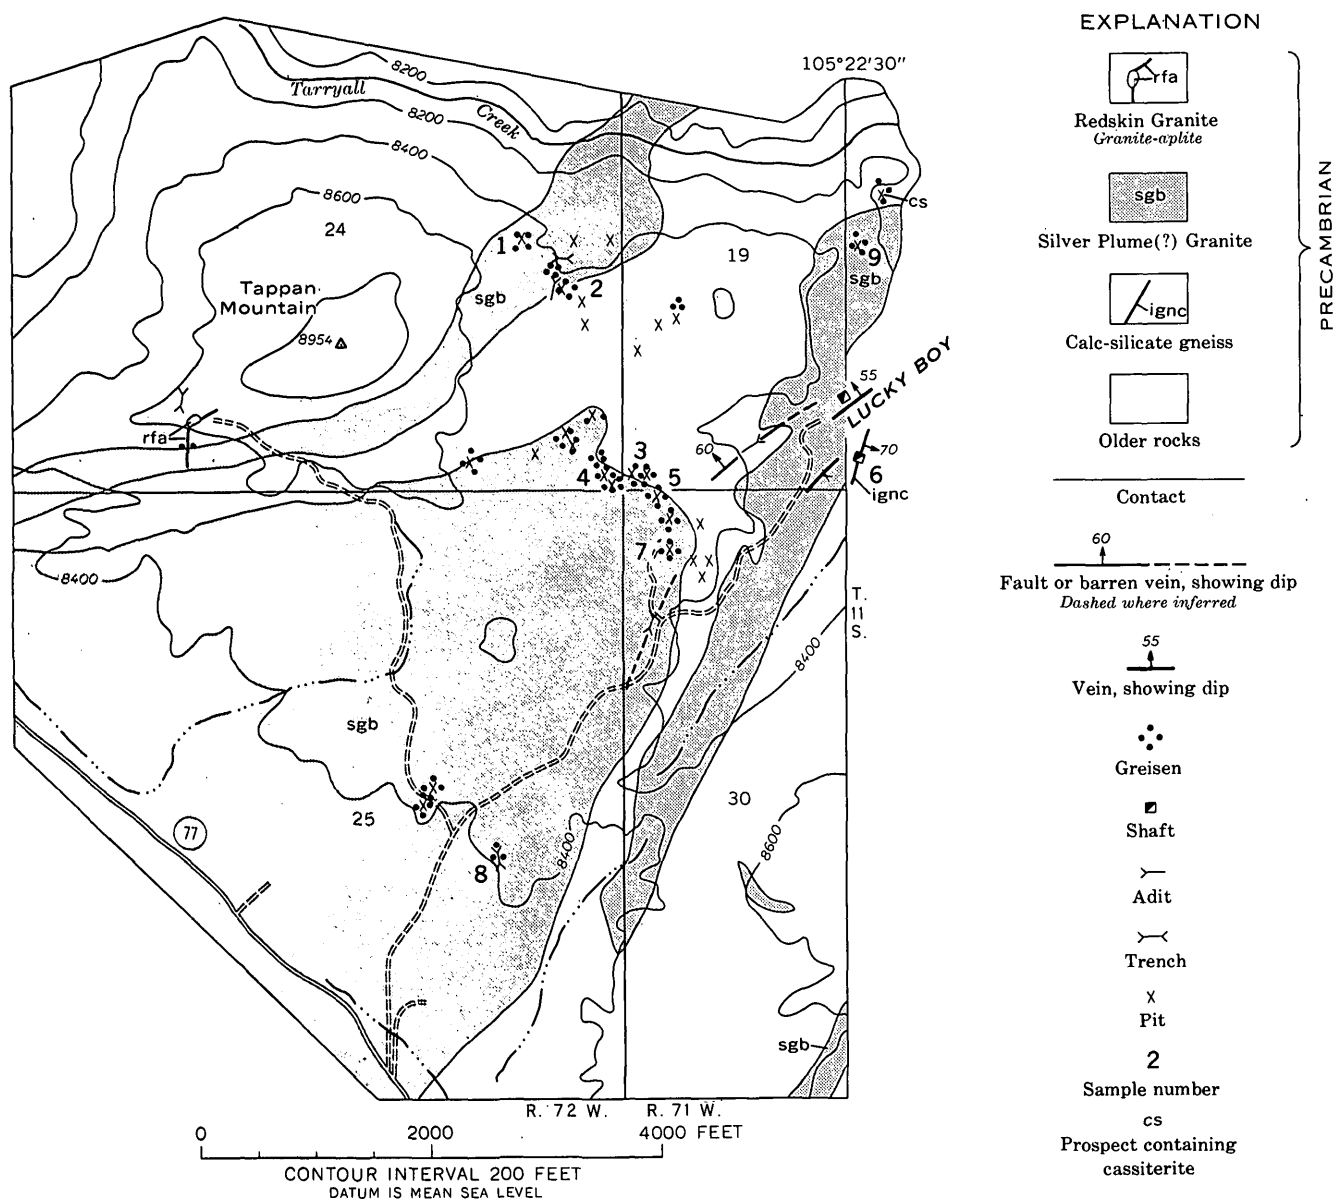 EXPLANATION
105°22'30"
8200
Tarryall
Creek
8200
8400
8600
24
19
Tappan
Mountain
8954
1
2
sgb
9
sgb
cs
55
LUCKY BOY
rfa
60
70
3
4
5
6
ignc
7
8400
T.
11
S.
8400
sgb
25
30
77
8
8400
8600
sgb
R. 72 W.
R. 71 W.
0
2000
4000 FEET
CONTOUR INTERVAL 200 FEET
DATUM IS MEAN SEA LEVEL
rfa
Redskin Granite
Granite-aplite
sgb
Silver Plume(?) Granite
ignc
Calc-silicate gneiss
Older rocks
PRECAMBRIAN
Contact
60
Fault or barren vein, showing dip
Dashed where inferred
55
Vein, showing dip
Greisen
Shaft
Adit
Trench
X
Pit
2
Sample number
cs
Prospect containing
cassiterite